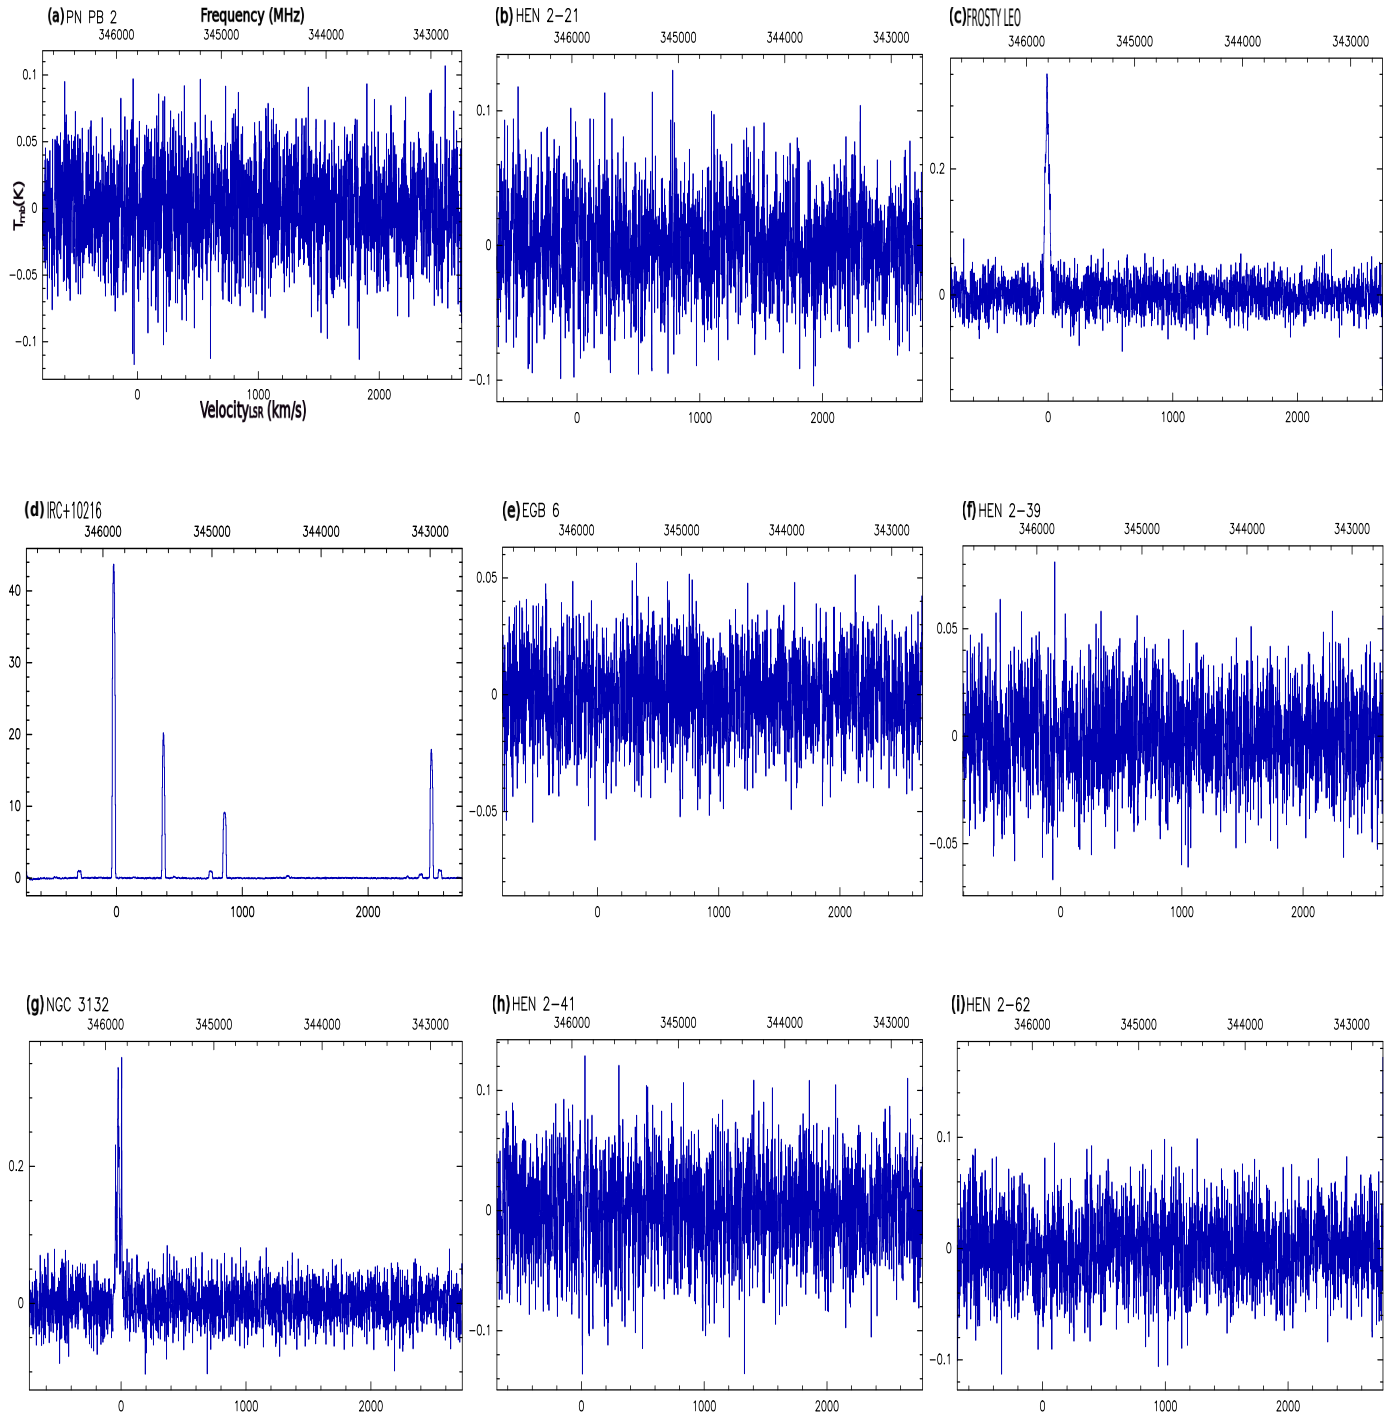 (a) PN PB 2 Frequency (MHz)
346000 345000 344000 343000
0.1
0.05
0
−0.05
−0.1
Tmb(K)
0 1000 2000
VelocityLSR (km/s)
(b) HEN 2−21
346000 345000 344000 343000
0.1
0
−0.1
0 1000 2000
(c) FROSTY LEO
346000 345000 344000 343000
0.2
0
0 1000 2000
(d) IRC+10216
346000 345000 344000 343000
40
30
20
10
0
0 1000 2000
(e) EGB 6
346000 345000 344000 343000
0.05
0
−0.05
0 1000 2000
(f) HEN 2−39
346000 345000 344000 343000
0.05
0
−0.05
0 1000 2000
(g) NGC 3132
346000 345000 344000 343000
0.2
0
0 1000 2000
(h) HEN 2−41
346000 345000 344000 343000
0.1
0
−0.1
0 1000 2000
(i) HEN 2−62
346000 345000 344000 343000
0.1
0
−0.1
0 1000 2000